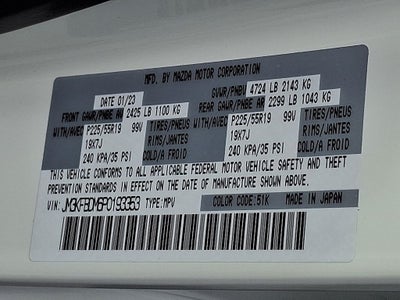 MFD. BY MAZDA MOTOR CORPORATION
DATE 01/23 GVWR/PNBV 4724 LB 2143 KG
FRONT GAWR/PNBE AV 2425 LB 1100 KG REAR GAWR/PNBE AR 2299 LB 1043 KG
WITH/AVEC P225/55R19 99V TIRES/PNEUS WITH/AVEC P225/55R19 99V TIRES/PNEUS
19X7J RIMS/JANTES 19X7J RIMS/JANTES
240 KPA/35 PSI COLD/A FROID 240 KPA/35 PSI COLD/A FROID
THIS VEHICLE CONFORMS TO ALL APPLICABLE FEDERAL MOTOR VEHICLE SAFETY AND THEFT
PREVENTION STANDARDS IN EFFECT ON THE DATE OF MANUFACTURE SHOWN ABOVE.
VIN: TYPE:MPV COLOR CODE:51K MADE IN JAPAN